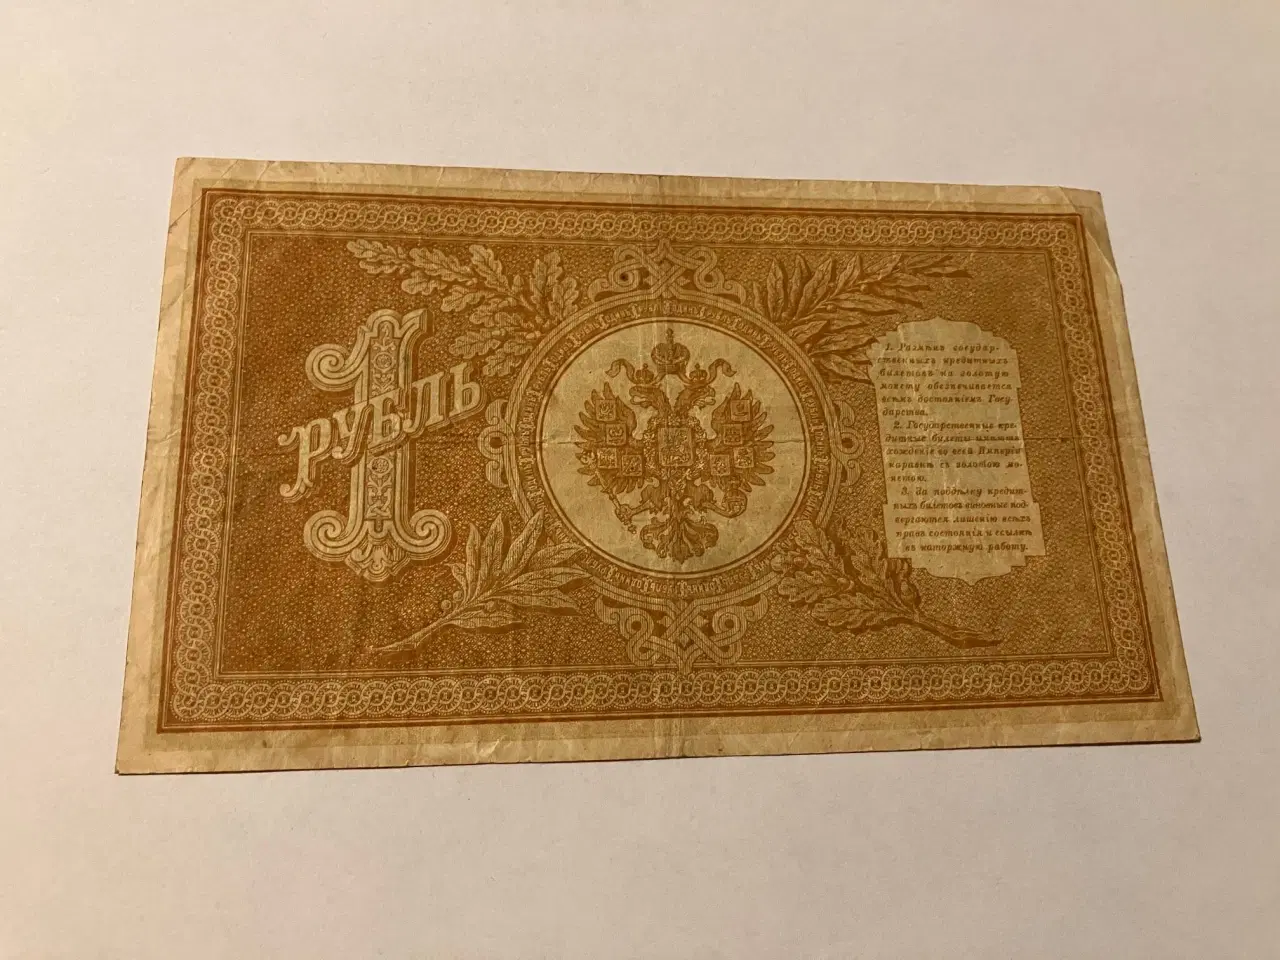 1
РУБЛЬ
1. Размѣнъ государ-
ственныхъ кредитныхъ
билетовъ на золотую
монету обезпечивается
всѣмъ достояніемъ Госу-
дарства.
2. Государственные кре-
дитные билеты имѣютъ
хожденіе во всей Имперіи
наравнѣ съ золотою мо-
нетою.
3. За поддѣлку кредит-
ныхъ билетовъ виновные под-
вергаются лишенію всѣхъ
правъ состоянія и ссылкѣ
въ каторжную работу.